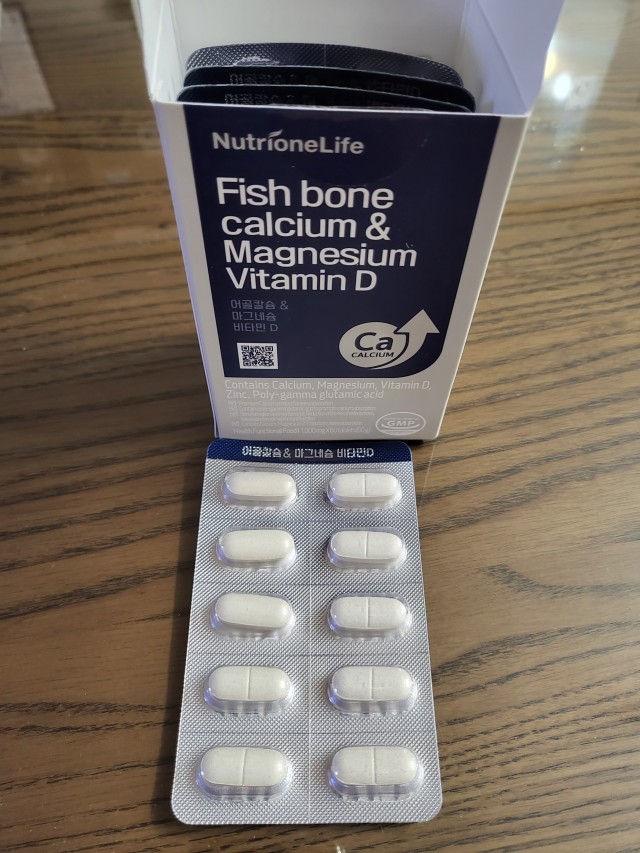 NutrioneLife
Fish bone
calcium &
Magnesium
Vitamin D
어골칼슘 &
마그네슘
비타민 D
Ca
CALCIUM
Contains Calcium, Magnesium, Vitamin D,
Zinc, Poly-gamma glutamic acid
GMP
어골칼슘 & 마그네슘 비타민D